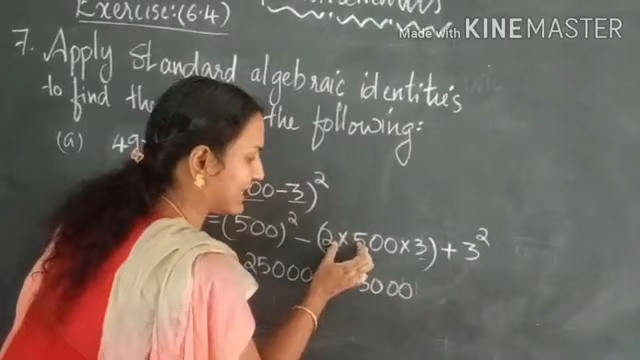 Exercise:(6.4)
Made with KINEMASTER
7. Apply standard algebraic identities
to find the the following:
(a) 49
00-3)²
=(500)² - (2×500×3) + 3²
25000 3000